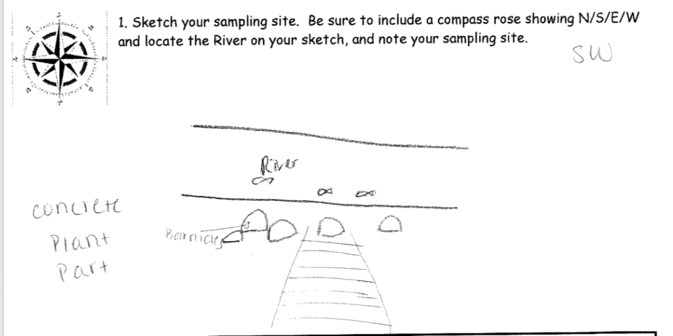 1. Sketch your sampling site. Be sure to include a compass rose showing N/S/E/W
and locate the River on your sketch, and note your sampling site.
SW
River
concrete
Plant
Part